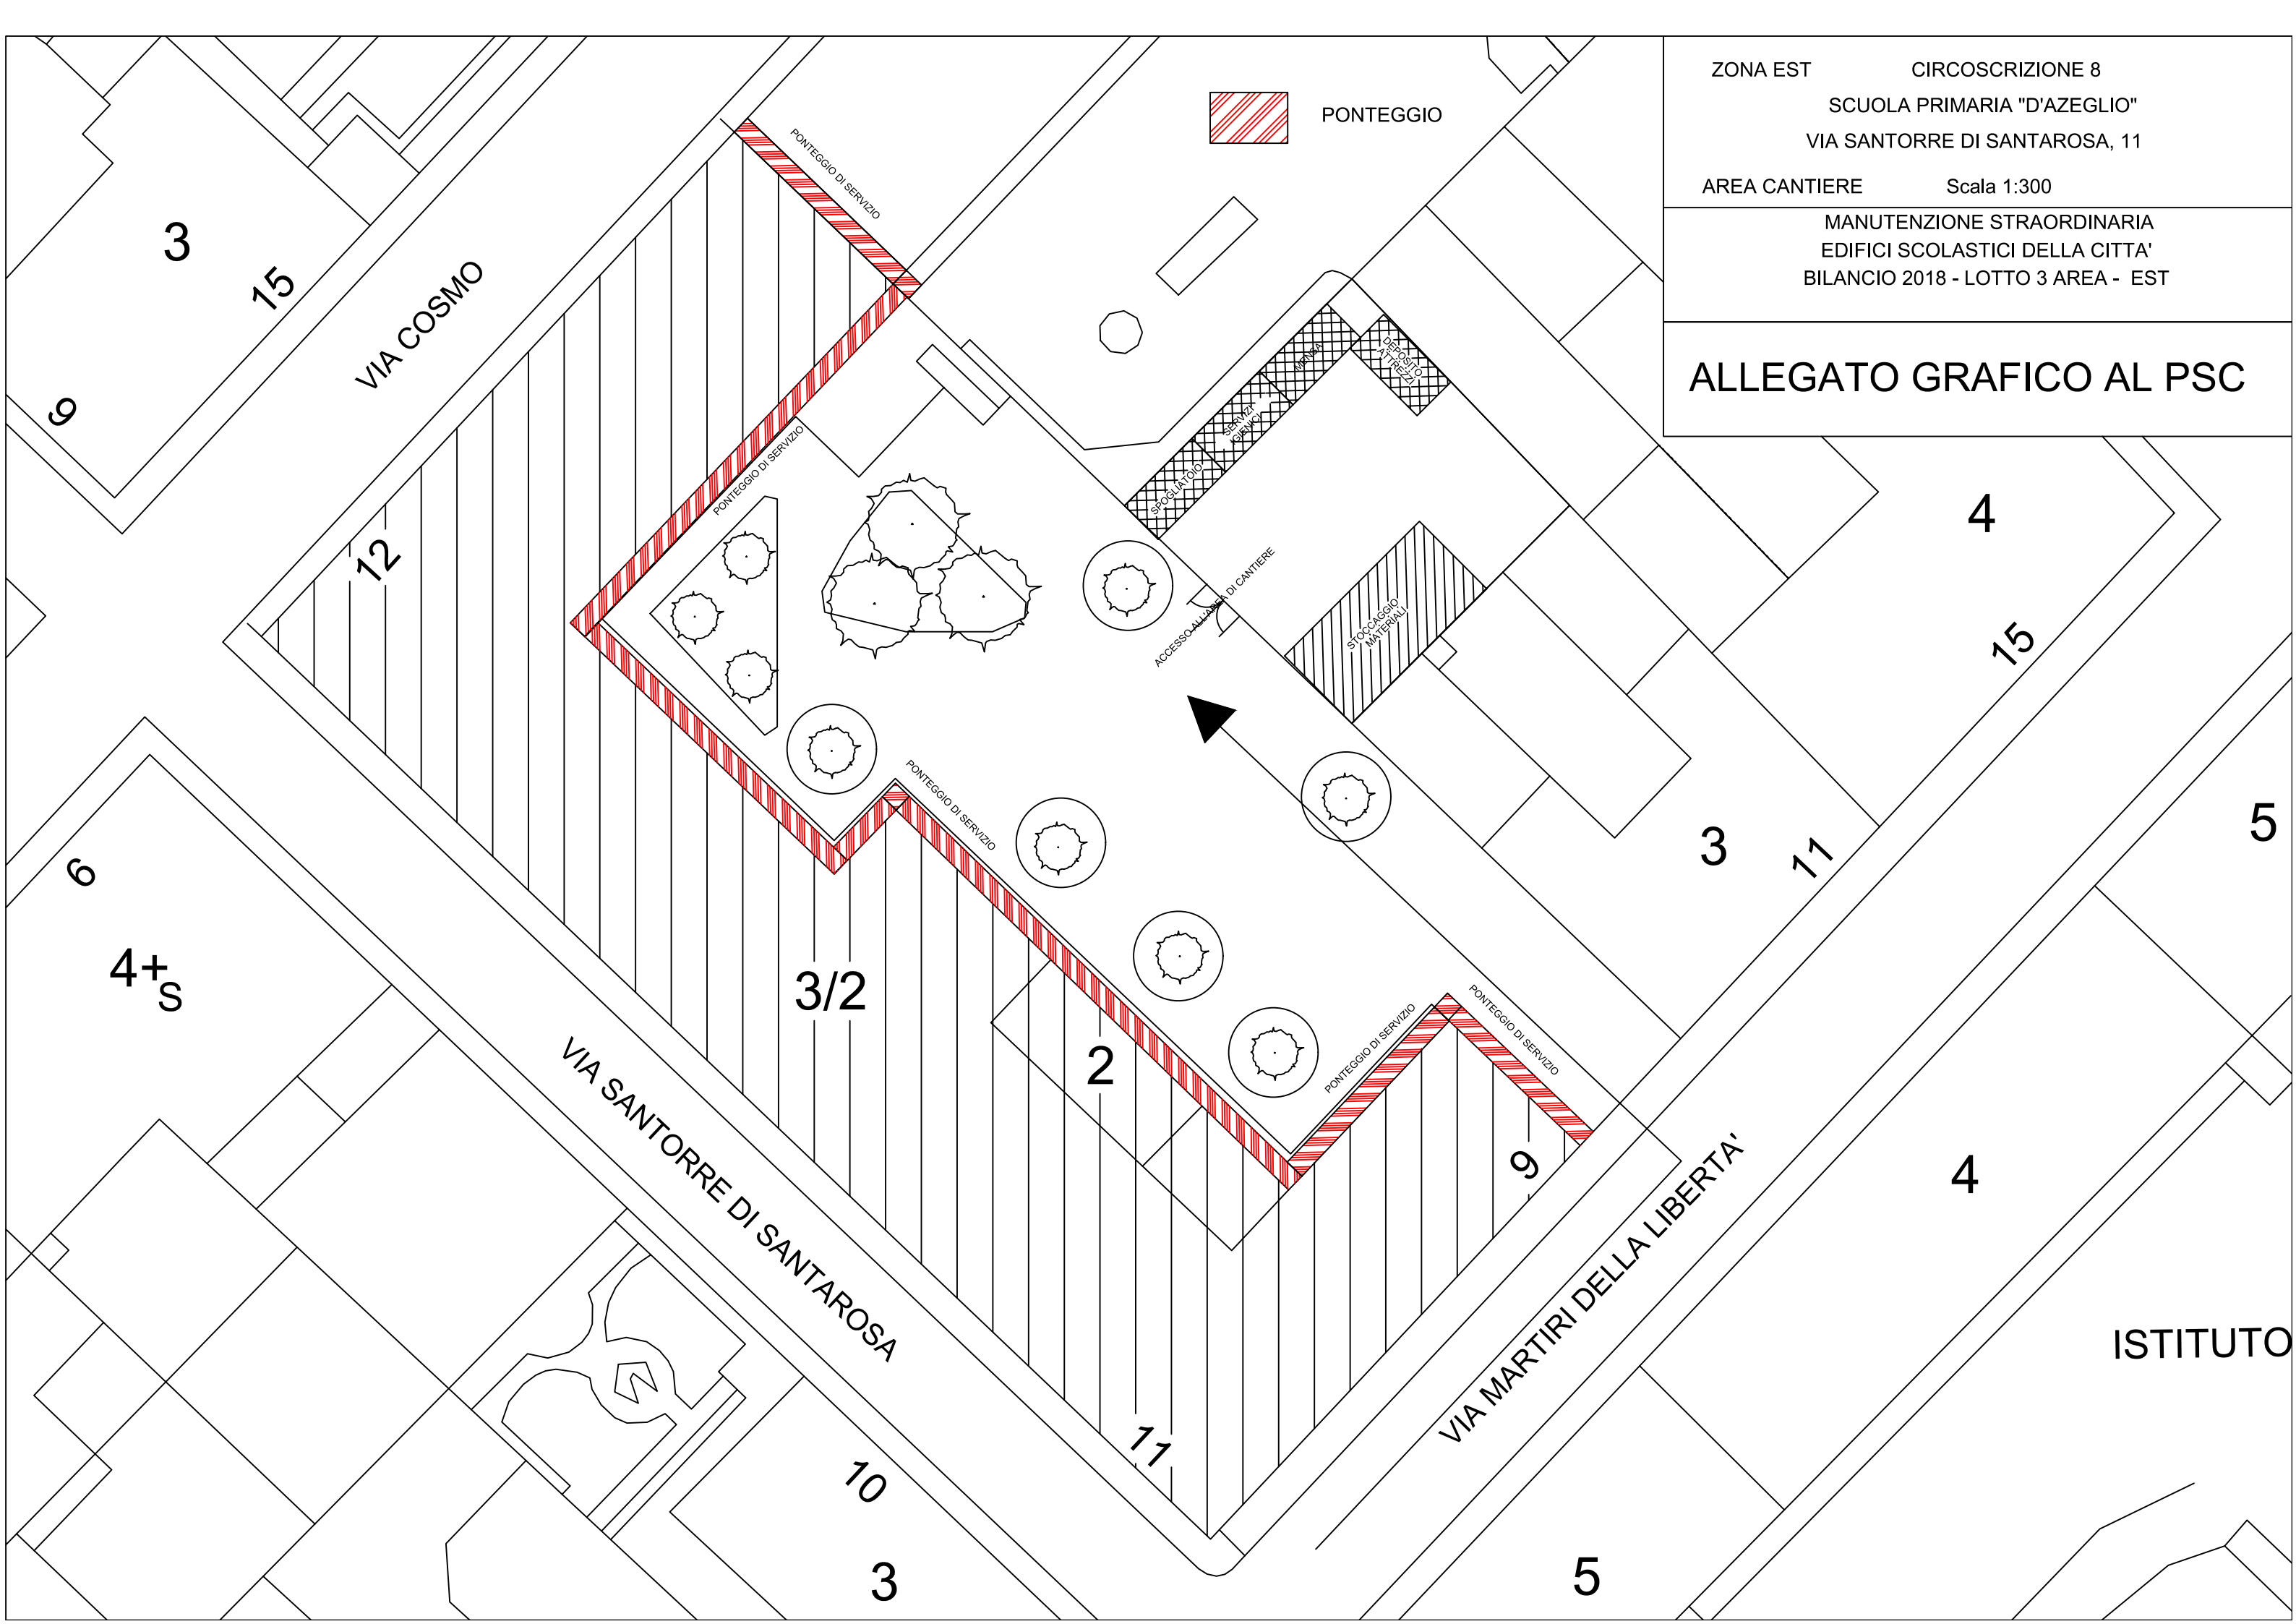 ZONA EST CIRCOSCRIZIONE 8
SCUOLA PRIMARIA "D'AZEGLIO"
VIA SANTORRE DI SANTAROSA, 11
AREA CANTIERE Scala 1:300
MANUTENZIONE STRAORDINARIA
EDIFICI SCOLASTICI DELLA CITTA'
BILANCIO 2018 - LOTTO 3 AREA - EST
ALLEGATO GRAFICO AL PSC
PONTEGGIO
PONTEGGIO DI SERVIZIO
3
15
VIA COSMO
9
MENSA
DEPOSITO
ATTREZZI
SERVIZI
IGIENICI
SPOGLIATOIO
PONTEGGIO DI SERVIZIO
12
4
ACCESSO ALL'AREA DI CANTIERE
STOCCAGGIO
MATERIALI
15
PONTEGGIO DI SERVIZIO
5
3
11
6
4+S
3/2
2
PONTEGGIO DI SERVIZIO
PONTEGGIO DI SERVIZIO
9
4
VIA SANTORRE DI SANTAROSA
VIA MARTIRI DELLA LIBERTA'
ISTITUTO
11
10
3
5